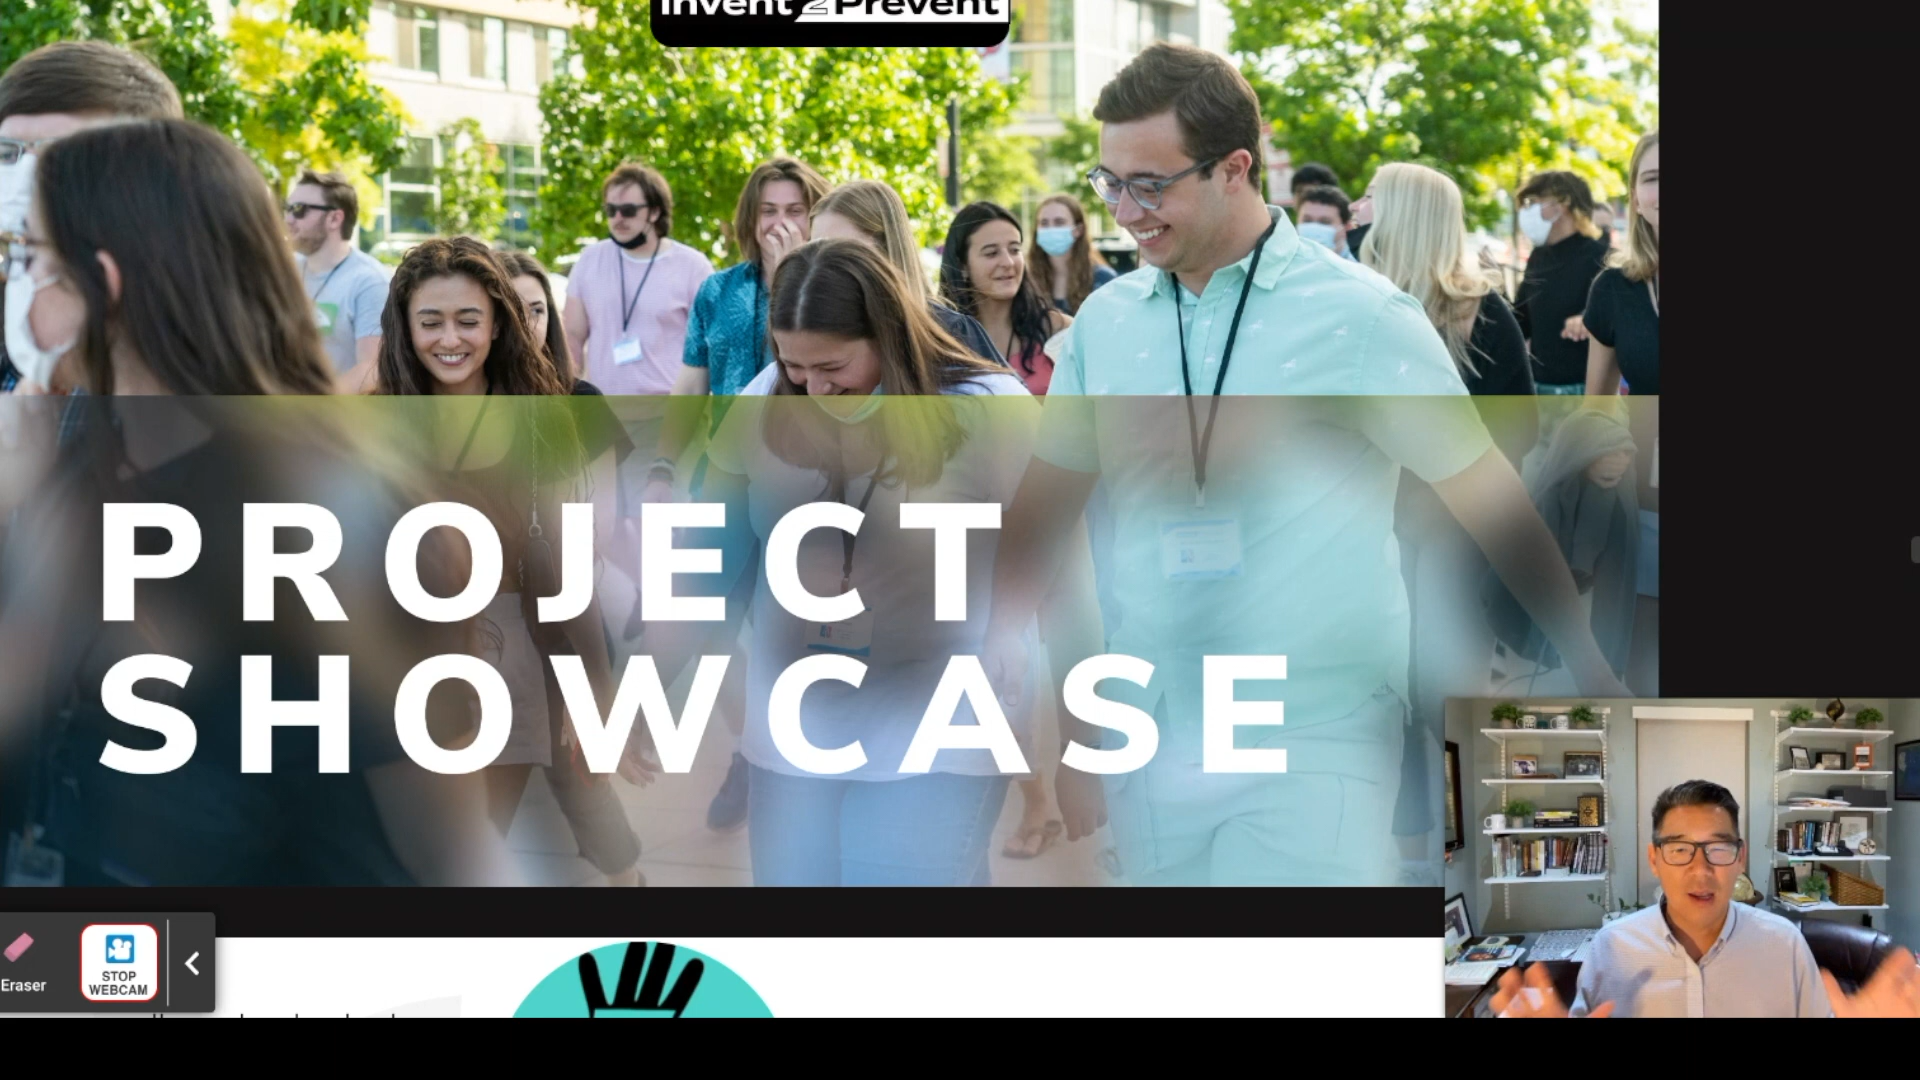 Invent2Prevent
PROJECT
SHOWCASE
Eraser
STOP
WEBCAM